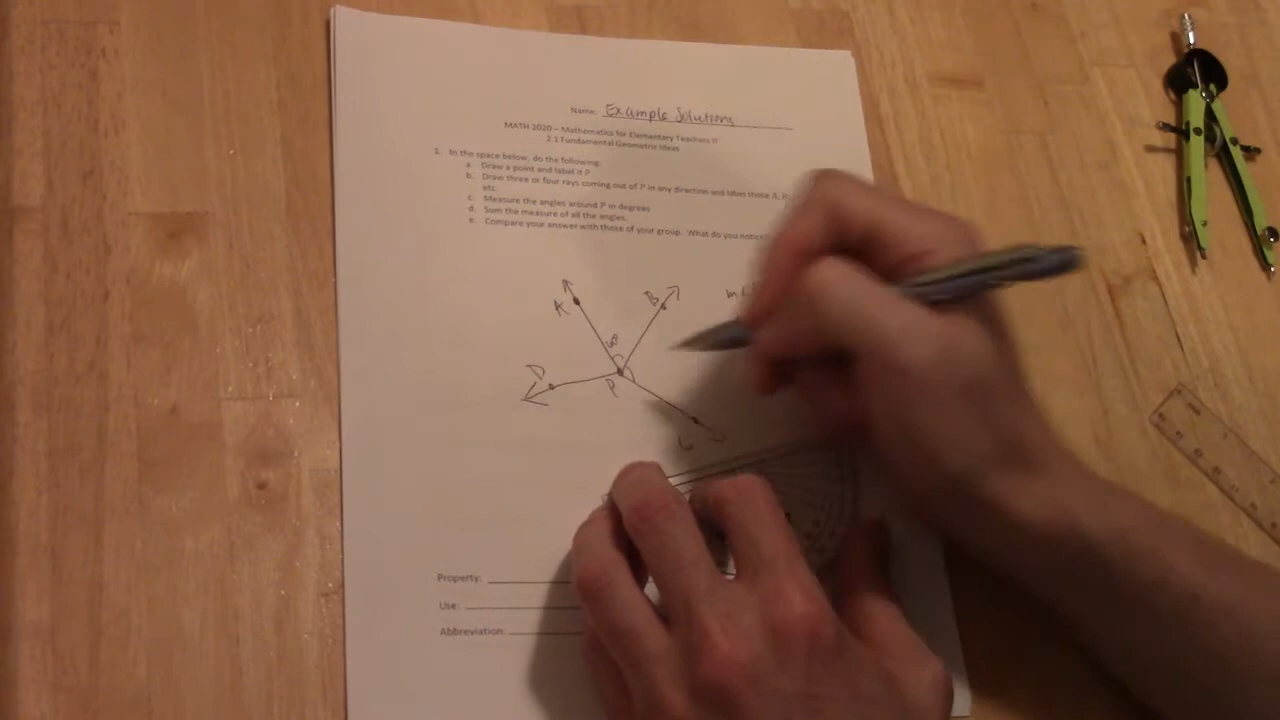 Name: Example Solutions
MATH 2020 – Mathematics for Elementary Teachers II
2.1 Fundamental Geometric Ideas
1. In the space below, do the following:
a. Draw a point and label it P
b. Draw three or four rays coming out of P in any direction and label those A, B,
etc.
c. Measure the angles around P in degrees
d. Sum the measure of all the angles.
e. Compare your answer with those of your group. What do you notice
A
B
m
D
P
C
Property:
Use:
Abbreviation: